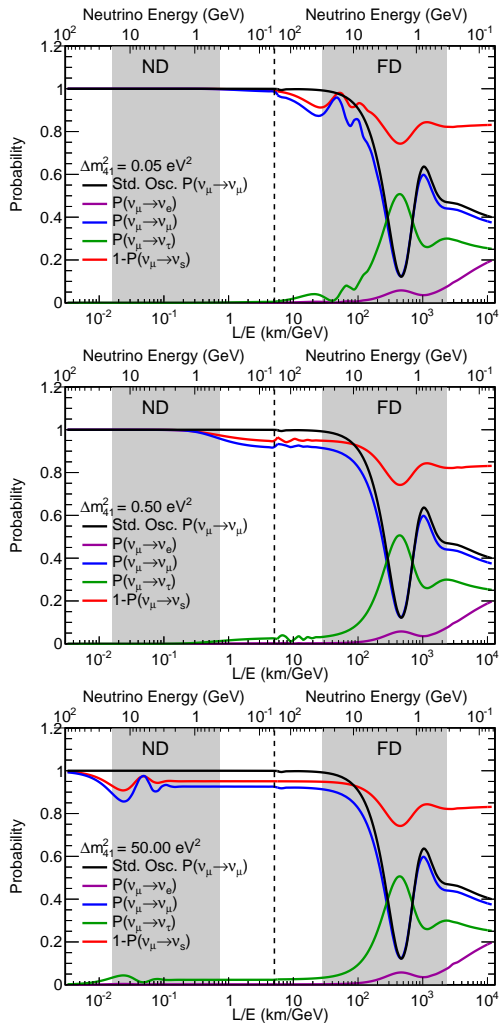 Neutrino Energy (GeV) Neutrino Energy (GeV)
10² 10 1 10⁻¹ 10² 10 1 10⁻¹
ND FD
Probability
1.2
1
0.8
0.6
0.4
0.2
0
Δm²₄₁ = 0.05 eV²
Std. Osc. P(νμ→νμ)
P(νμ→νe)
P(νμ→νμ)
P(νμ→ντ)
1-P(νμ→νs)
10⁻² 10⁻¹ 1 10 10² 10³ 10⁴
L/E (km/GeV)
Neutrino Energy (GeV) Neutrino Energy (GeV)
10² 10 1 10⁻¹ 10² 10 1 10⁻¹
ND FD
Probability
1.2
1
0.8
0.6
0.4
0.2
0
Δm²₄₁ = 0.50 eV²
Std. Osc. P(νμ→νμ)
P(νμ→νe)
P(νμ→νμ)
P(νμ→ντ)
1-P(νμ→νs)
10⁻² 10⁻¹ 1 10 10² 10³ 10⁴
L/E (km/GeV)
Neutrino Energy (GeV) Neutrino Energy (GeV)
10² 10 1 10⁻¹ 10² 10 1 10⁻¹
ND FD
Probability
1.2
1
0.8
0.6
0.4
0.2
0
Δm²₄₁ = 50.00 eV²
Std. Osc. P(νμ→νμ)
P(νμ→νe)
P(νμ→νμ)
P(νμ→ντ)
1-P(νμ→νs)
10⁻² 10⁻¹ 1 10 10² 10³ 10⁴
L/E (km/GeV)